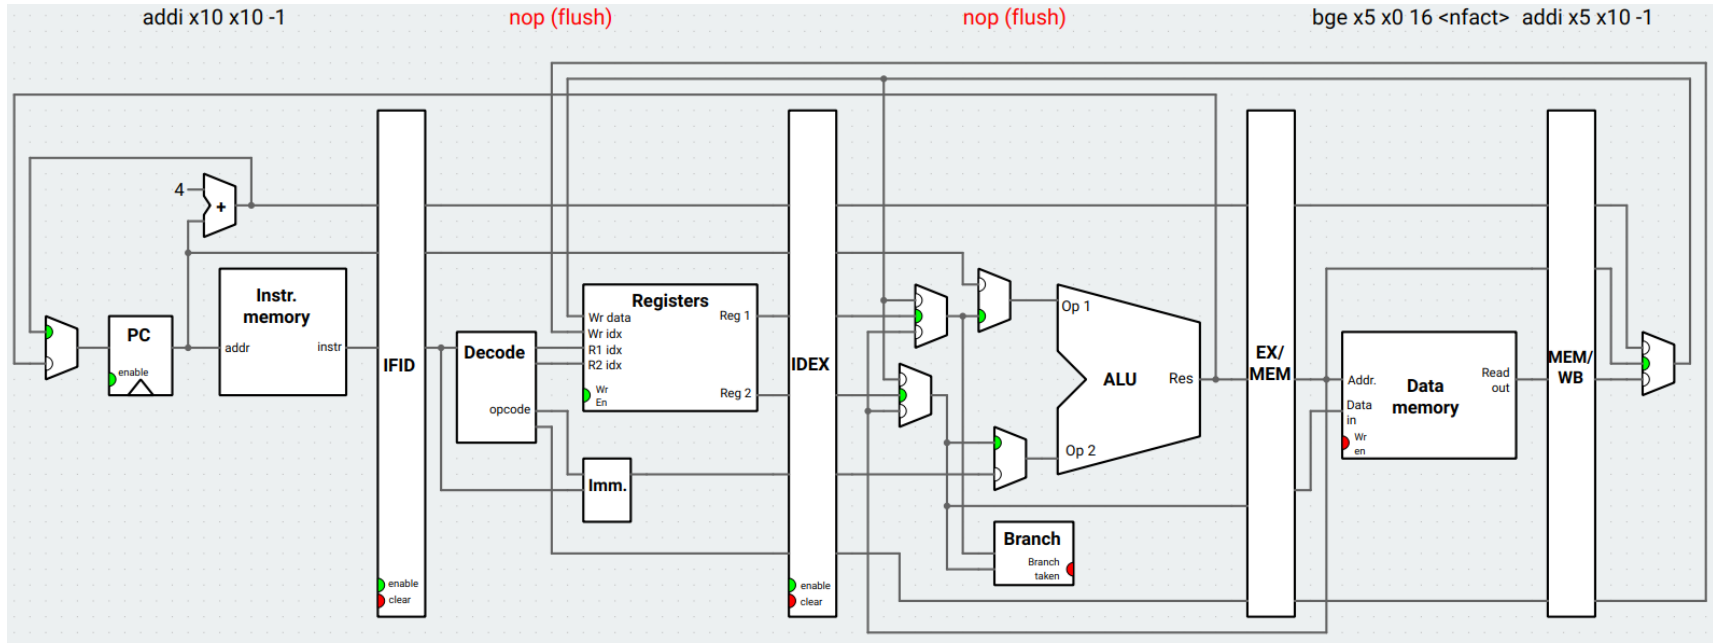 addi x10 x10 -1
nop (flush)
nop (flush)
bge x5 x0 16 <nfact>
addi x5 x10 -1
4
+
Instr.
memory
addr
instr
PC
enable
IFID
enable
clear
Decode
opcode
Registers
Wr data
Wr idx
R1 idx
R2 idx
Wr
En
Reg 1
Reg 2
Imm.
IDEX
enable
clear
Op 1
ALU
Res
Op 2
Branch
Branch
taken
EX/
MEM
Addr.
Data
in
Wr
en
Data
memory
Read
out
MEM/
WB